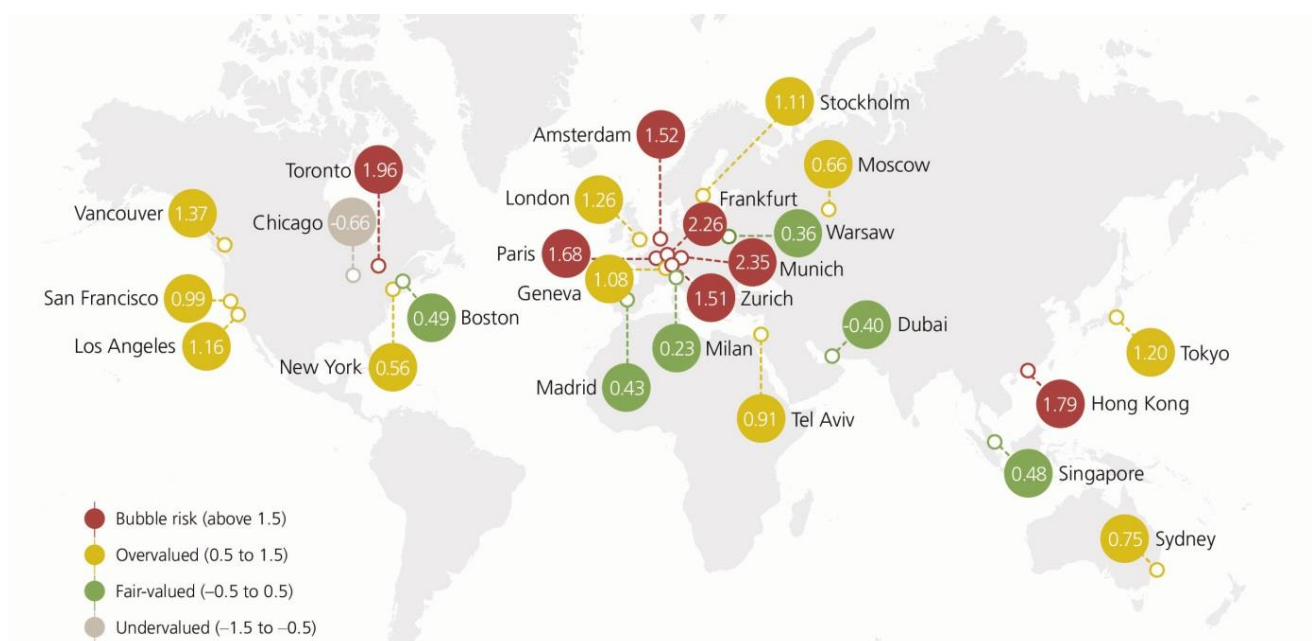 Stockholm 1.11
Amsterdam 1.52
Moscow 0.66
Toronto 1.96
London 1.26
Frankfurt 2.26
Vancouver 1.37
Chicago -0.66
Warsaw 0.36
Paris 1.68
Munich 2.35
Geneva 1.08
Zurich 1.51
San Francisco 0.99
Boston 0.49
Los Angeles 1.16
New York 0.56
Madrid 0.43
Milan 0.23
Dubai -0.40
Tel Aviv 0.91
Tokyo 1.20
Hong Kong 1.79
Singapore 0.48
Sydney 0.75
Bubble risk (above 1.5)
Overvalued (0.5 to 1.5)
Fair-valued (–0.5 to 0.5)
Undervalued (–1.5 to –0.5)